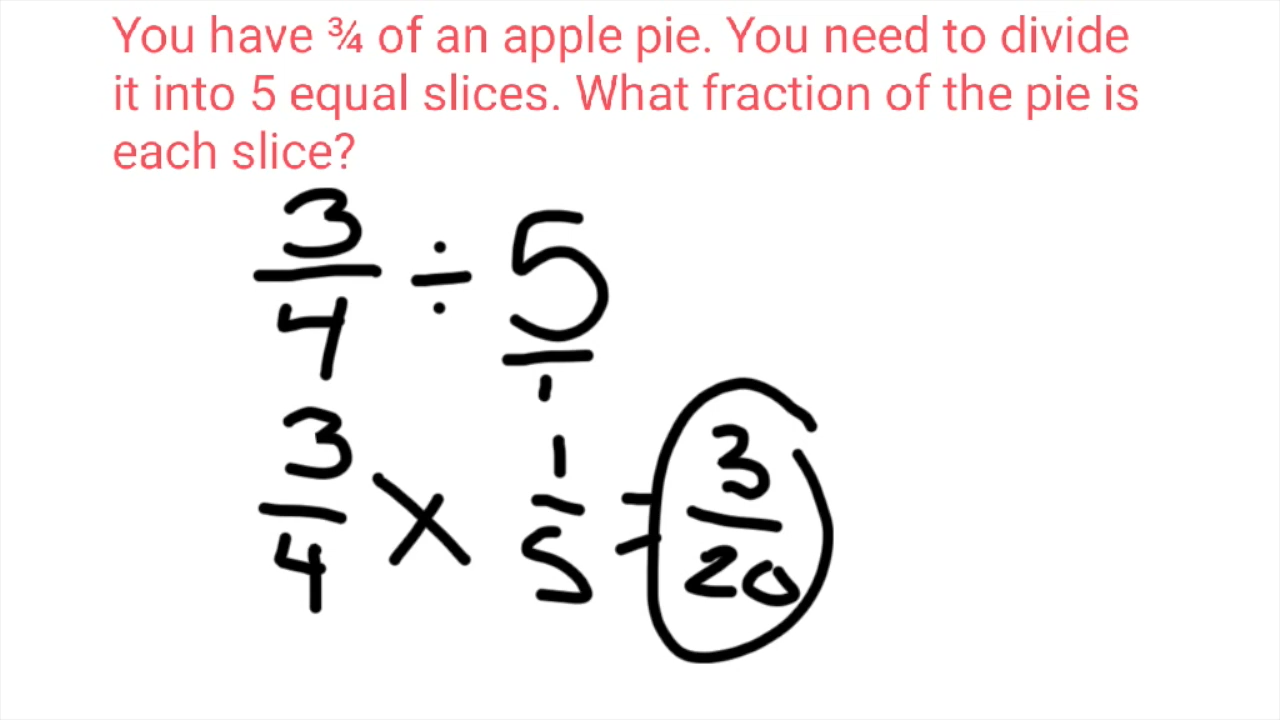 You have ¾ of an apple pie. You need to divide
it into 5 equal slices. What fraction of the pie is
each slice?
3/4 ÷ 5/1
3/4 × 1/5 = 3/20